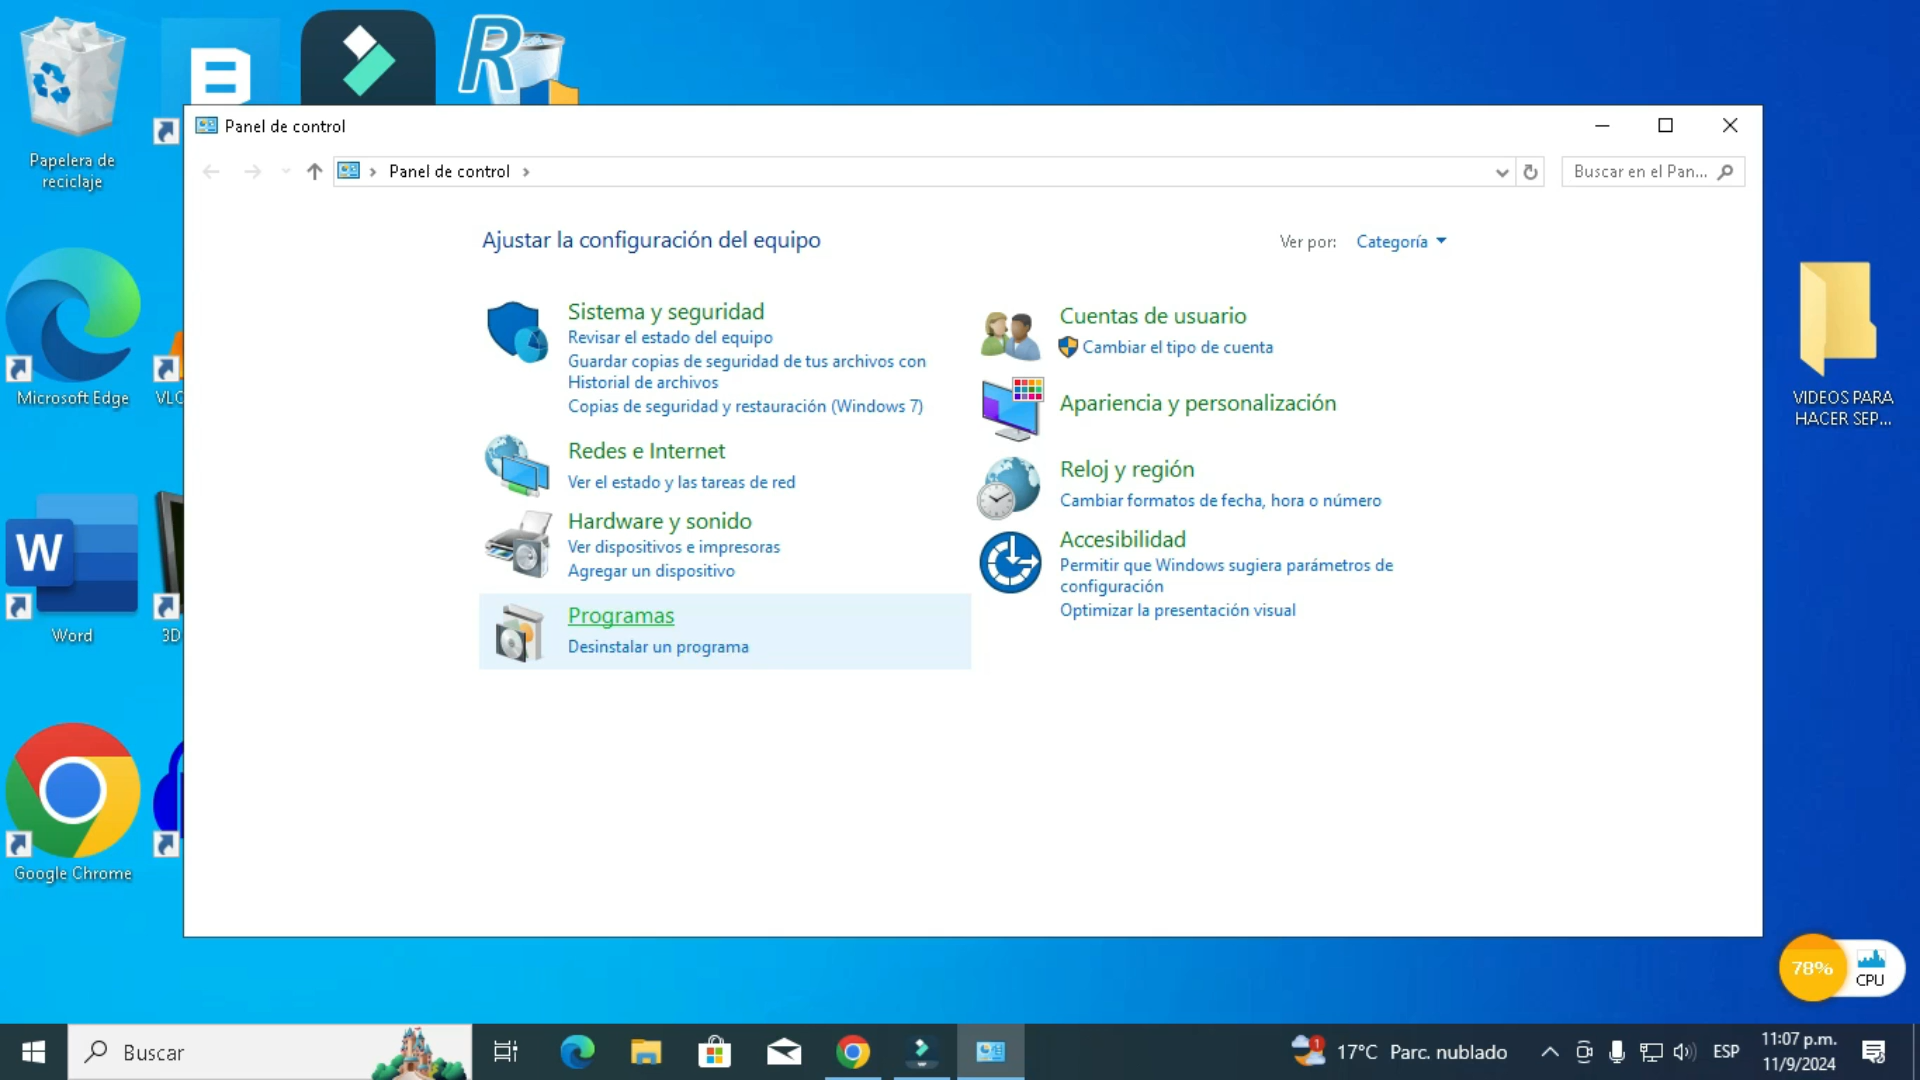 Papelera de
reciclaje
Microsoft Edge
VLC
W
Word
3D
Google Chrome
R
Panel de control
Panel de control
Buscar en el Pan...
Ajustar la configuración del equipo
Ver por:
Categoría
Sistema y seguridad
Revisar el estado del equipo
Guardar copias de seguridad de tus archivos con
Historial de archivos
Copias de seguridad y restauración (Windows 7)
Redes e Internet
Ver el estado y las tareas de red
Hardware y sonido
Ver dispositivos e impresoras
Agregar un dispositivo
Programas
Desinstalar un programa
Cuentas de usuario
Cambiar el tipo de cuenta
Apariencia y personalización
Reloj y región
Cambiar formatos de fecha, hora o número
Accesibilidad
Permitir que Windows sugiera parámetros de
configuración
Optimizar la presentación visual
VIDEOS PARA
HACER SEP...
78%
CPU
Buscar
1
17°C Parc. nublado
ESP
11:07 p.m.
11/9/2024